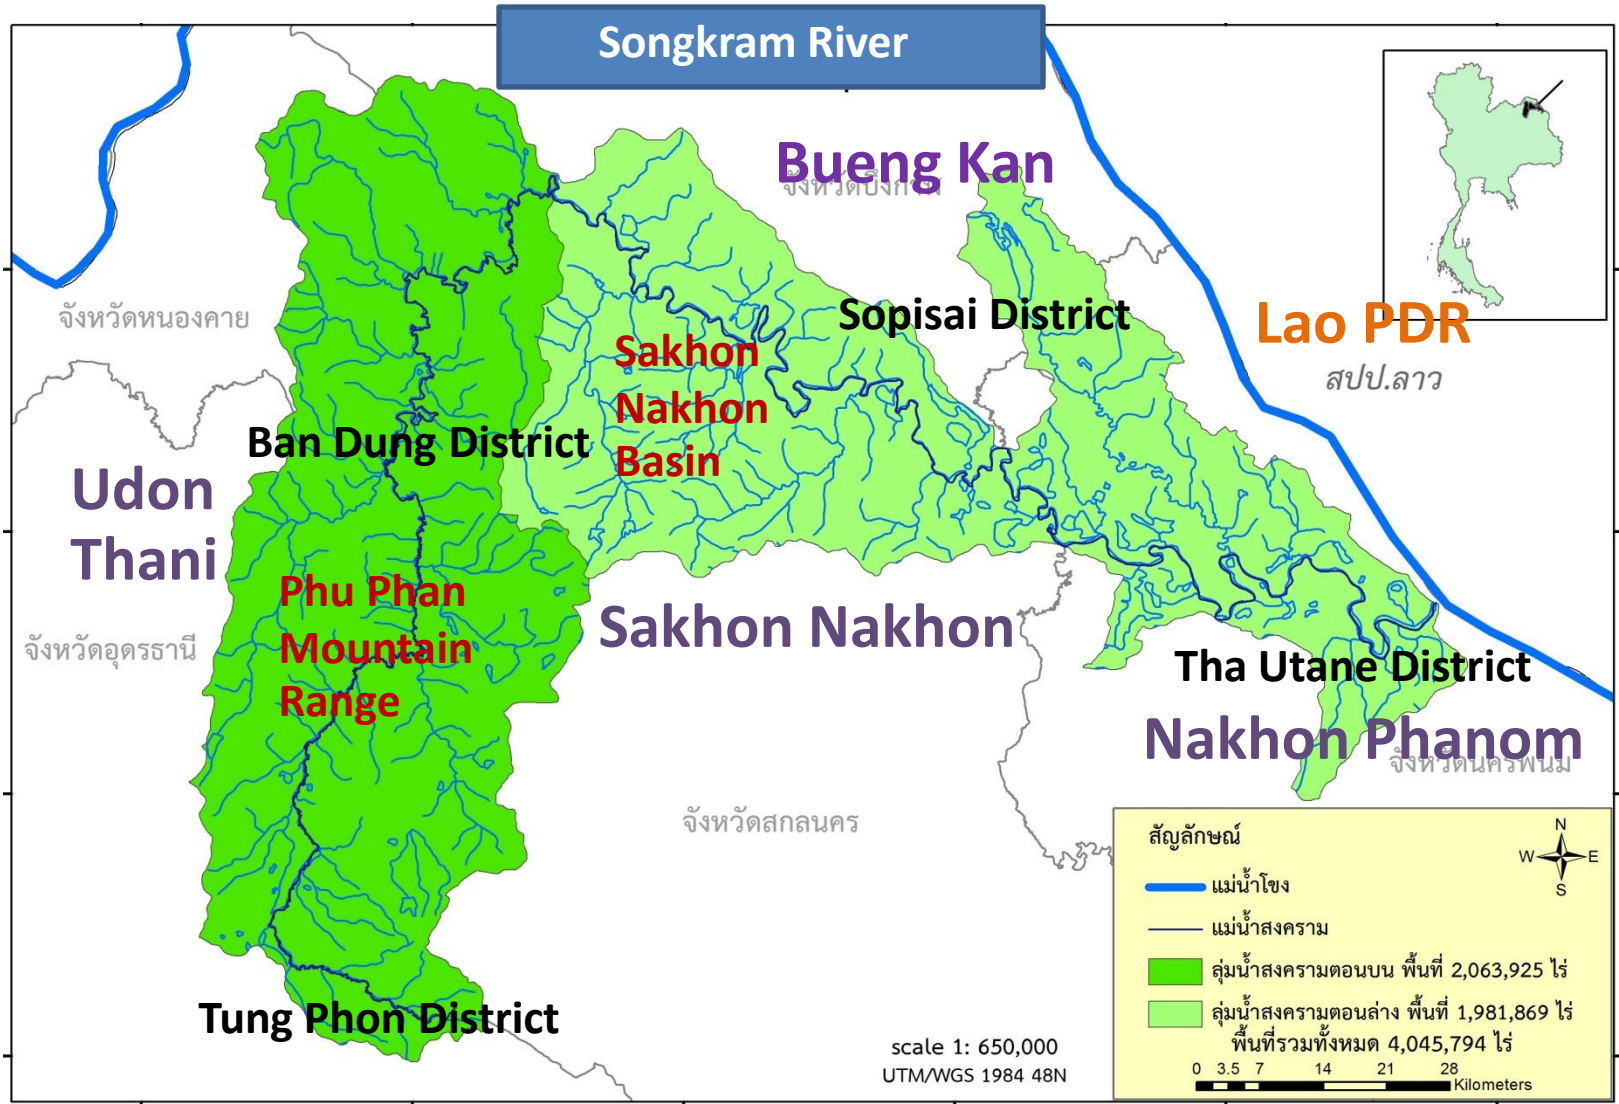 Songkram River
Bueng Kan
จังหวัดบึงกาฬ
จังหวัดหนองคาย
Sopisai District
Lao PDR
สปป.ลาว
Sakhon
Nakhon
Basin
Ban Dung District
Udon
Thani
Phu Phan
Mountain
Range
จังหวัดอุดรธานี
Sakhon Nakhon
Tha Utane District
Nakhon Phanom
จังหวัดนครพนม
จังหวัดสกลนคร
Tung Phon District
scale 1: 650,000
UTM/WGS 1984 48N
สัญลักษณ์
N
W E
S
แม่น้ำโขง
แม่น้ำสงคราม
ลุ่มน้ำสงครามตอนบน พื้นที่ 2,063,925 ไร่
ลุ่มน้ำสงครามตอนล่าง พื้นที่ 1,981,869 ไร่
พื้นที่รวมทั้งหมด 4,045,794 ไร่
0 3.5 7 14 21 28
Kilometers